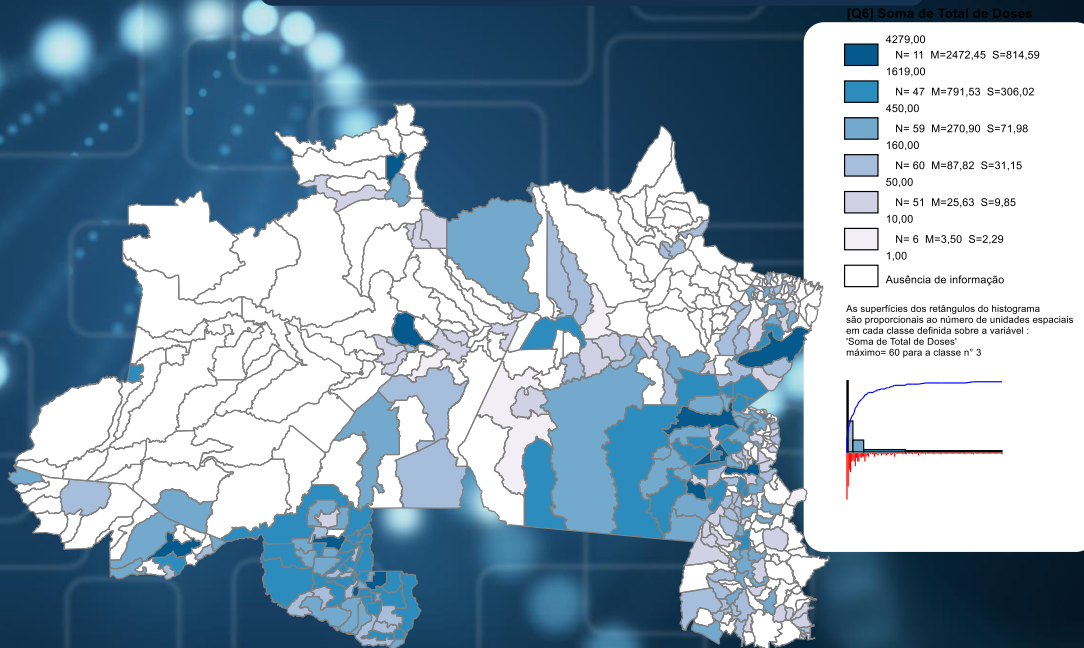 [Q6] Soma de Total de Doses
4279,00
N= 11 M=2472,45 S=814,59
1619,00
N= 47 M=791,53 S=306,02
450,00
N= 59 M=270,90 S=71,98
160,00
N= 60 M=87,82 S=31,15
50,00
N= 51 M=25,63 S=9,85
10,00
N= 6 M=3,50 S=2,29
1,00
Ausência de informação
As superfícies dos retângulos do histograma
são proporcionais ao número de unidades espaciais
em cada classe definida sobre a variável :
'Soma de Total de Doses'
máximo= 60 para a classe n° 3